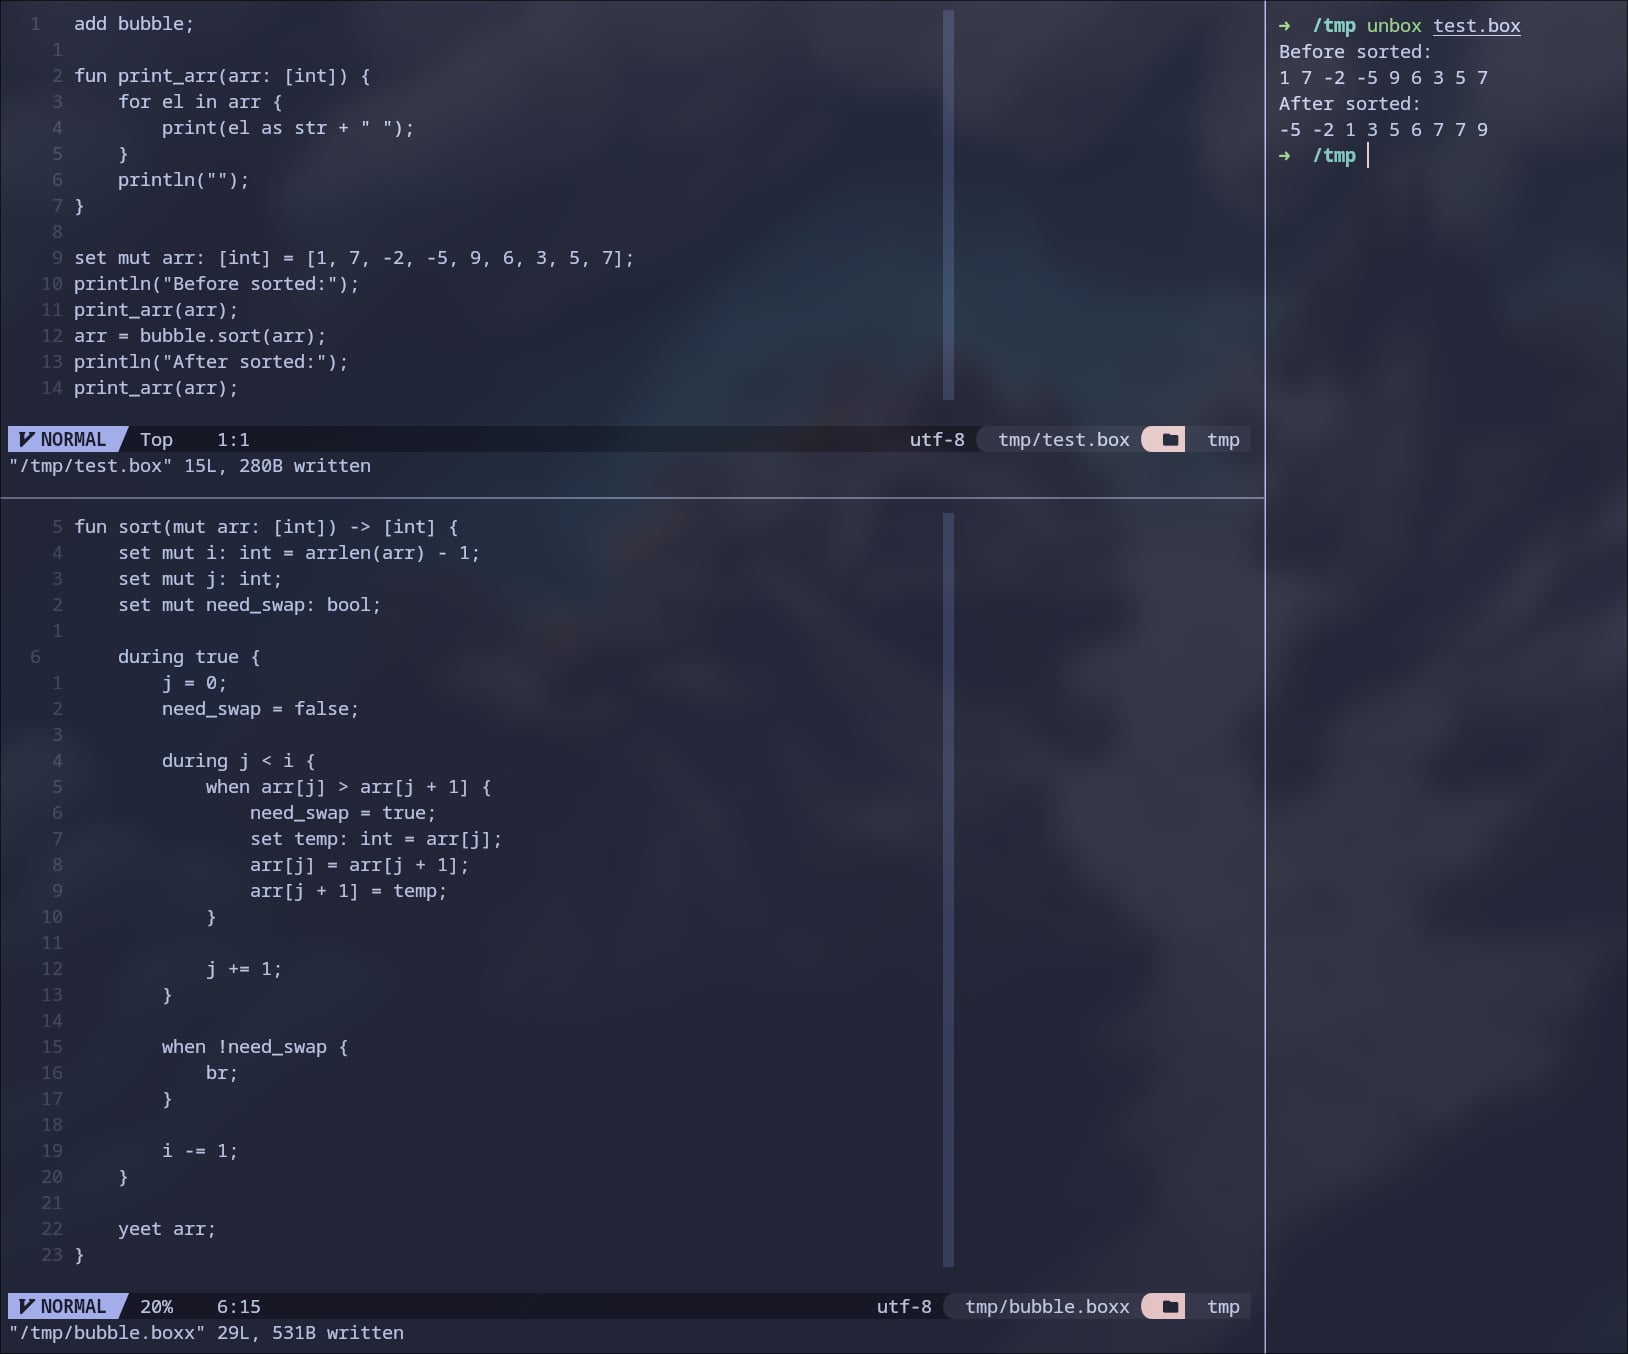 1 add bubble;
1
2 fun print_arr(arr: [int]) {
3     for el in arr {
4         print(el as str + " ");
5     }
6     println("");
7 }
8
9 set mut arr: [int] = [1, 7, -2, -5, 9, 6, 3, 5, 7];
10 println("Before sorted:");
11 print_arr(arr);
12 arr = bubble.sort(arr);
13 println("After sorted:");
14 print_arr(arr);
NORMAL Top 1:1 utf-8 tmp/test.box tmp
"/tmp/test.box" 15L, 280B written
5 fun sort(mut arr: [int]) -> [int] {
4     set mut i: int = arrlen(arr) - 1;
3     set mut j: int;
2     set mut need_swap: bool;
1
6     during true {
1         j = 0;
2         need_swap = false;
3
4         during j < i {
5             when arr[j] > arr[j + 1] {
6                 need_swap = true;
7                 set temp: int = arr[j];
8                 arr[j] = arr[j + 1];
9                 arr[j + 1] = temp;
10             }
11
12             j += 1;
13         }
14
15         when !need_swap {
16             br;
17         }
18
19         i -= 1;
20     }
21
22     yeet arr;
23 }
NORMAL 20% 6:15 utf-8 tmp/bubble.boxx tmp
"/tmp/bubble.boxx" 29L, 531B written
➜ /tmp unbox test.box
Before sorted:
1 7 -2 -5 9 6 3 5 7
After sorted:
-5 -2 1 3 5 6 7 7 9
➜ /tmp